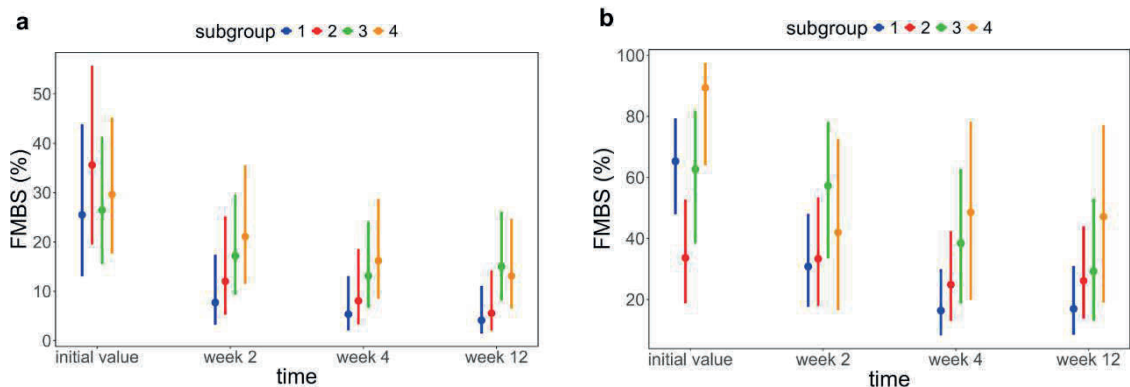 a
subgroup 1 2 3 4
FMBS (%)
50
40
30
20
10
0
initial value week 2 week 4 week 12
time
b
subgroup 1 2 3 4
FMBS (%)
100
80
60
40
20
initial value week 2 week 4 week 12
time